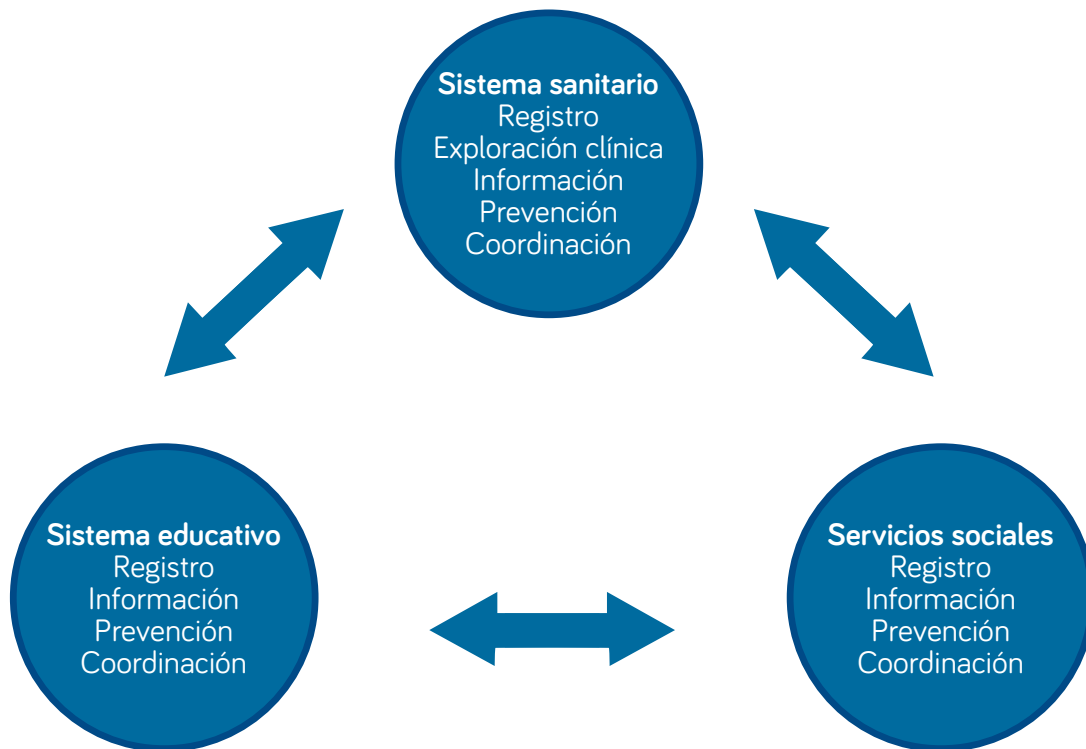 Sistema sanitario
Registro
Exploración clínica
Información
Prevención
Coordinación
Sistema educativo
Registro
Información
Prevención
Coordinación
Servicios sociales
Registro
Información
Prevención
Coordinación